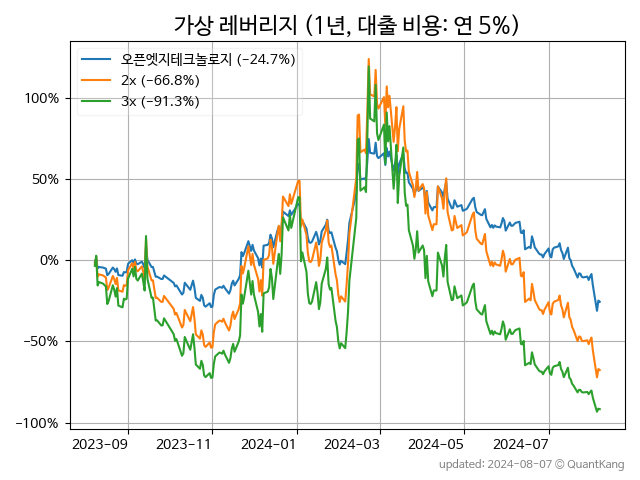 가상 레버리지 (1년, 대출 비용: 연 5%)
오픈엣지테크놀로지 (−24.7%)
2x (−66.8%)
3x (−91.3%)
100%
50%
0%
−50%
−100%
2023-09
2023-11
2024-01
2024-03
2024-05
2024-07
updated: 2024-08-07 ⓒ QuantKang